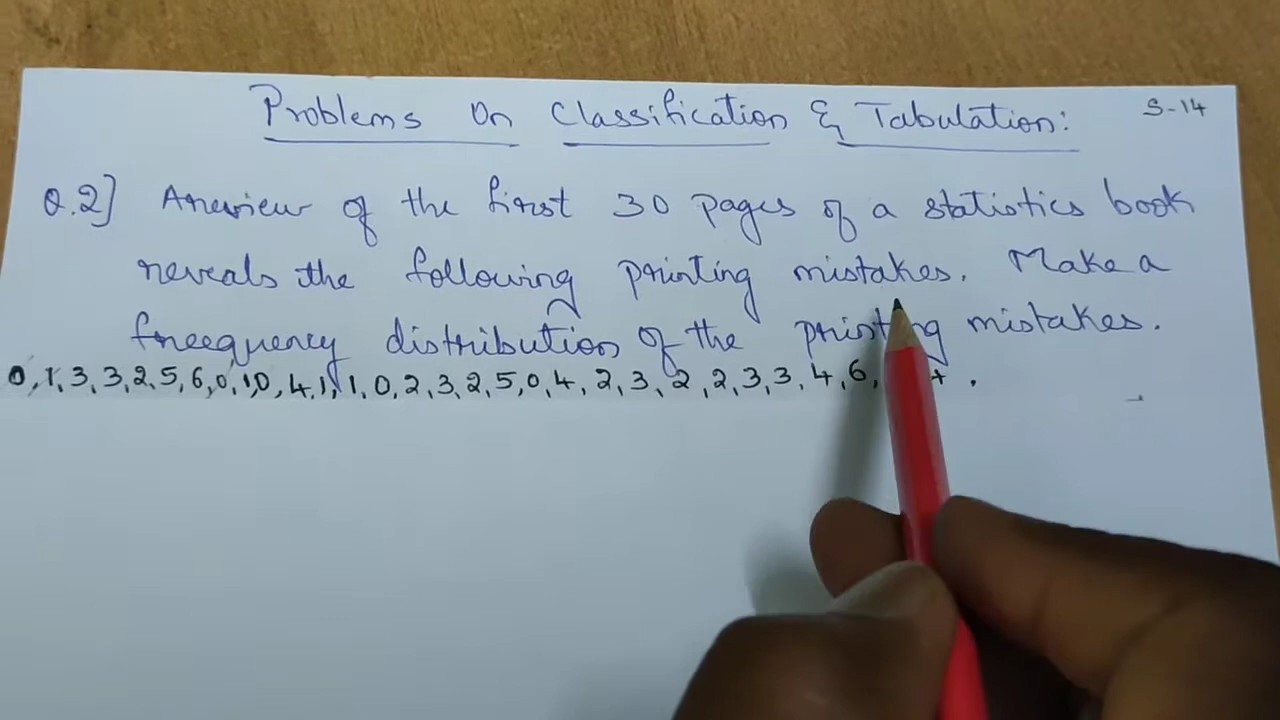 Problems On Classification & Tabulation:
S-14
Q.2] A review of the first 30 pages of a statistics book
reveals the following printing mistakes. Make a
freequency distribution of the printing mistakes.
0, 1, 3, 3, 2, 5, 6, 0, 1, 0, 4, 1, 1, 0, 2, 3, 2, 5, 0, 4, 2, 3, 2, 2, 3, 3, 4, 6,